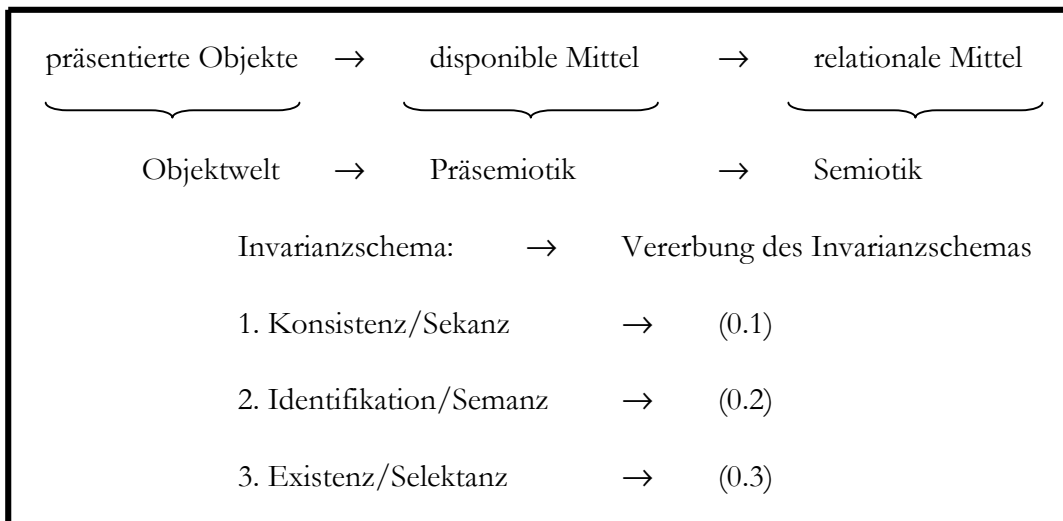 präsentierte Objekte → disponible Mittel → relationale Mittel
Objektwelt → Präsemiotik → Semiotik
Invarianzschema: → Vererbung des Invarianzschemas
1. Konsistenz/Sekanz → (0.1)
2. Identifikation/Semanz → (0.2)
3. Existenz/Selektanz → (0.3)